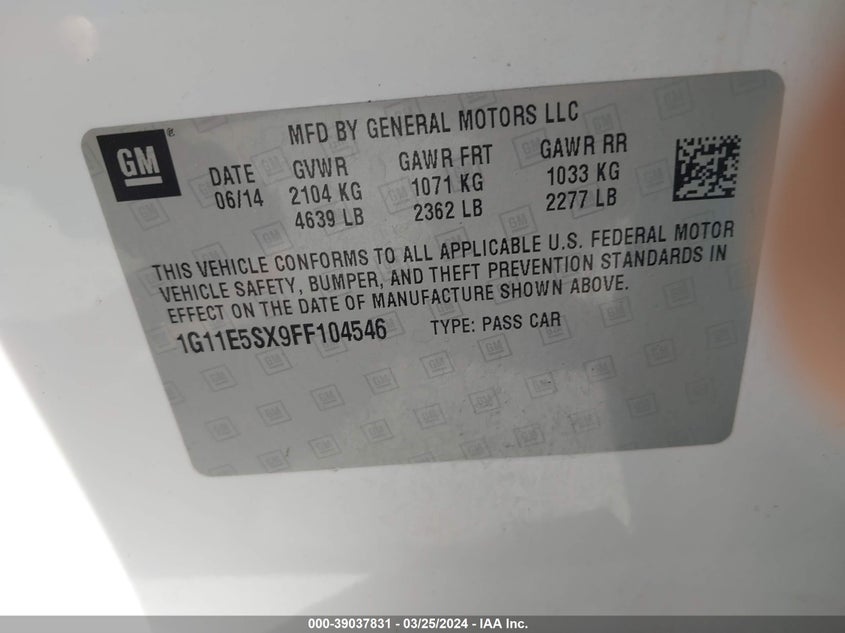 GM®
MFD BY GENERAL MOTORS LLC
DATE GVWR GAWR FRT GAWR RR
06/14 2104 KG 1071 KG 1033 KG
4639 LB 2362 LB 2277 LB
THIS VEHICLE CONFORMS TO ALL APPLICABLE U.S. FEDERAL MOTOR
VEHICLE SAFETY, BUMPER, AND THEFT PREVENTION STANDARDS IN
EFFECT ON THE DATE OF MANUFACTURE SHOWN ABOVE.
1G11E5SX9FF104546 TYPE: PASS CAR
000-39037831 - 03/25/2024 - IAA Inc.